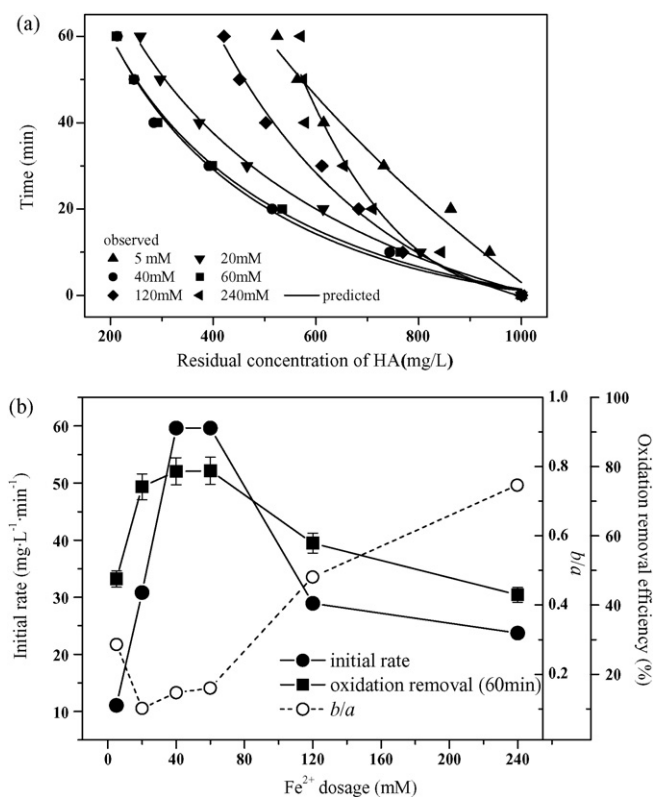 (a)
60
40
20
0
Time (min)
observed
5 mM
20mM
40mM
60mM
120mM
240mM
predicted
200
400
600
800
1000
Residual concentration of HA(mg/L)
(b)
60
50
40
30
20
10
Initial rate (mg·L⁻¹·min⁻¹)
1.0
0.8
0.6
0.4
0.2
b/a
100
80
60
40
20
0
Oxidation removal efficiency (%)
initial rate
oxidation removal (60min)
b/a
0
40
80
120
160
200
240
Fe²⁺ dosage (mM)